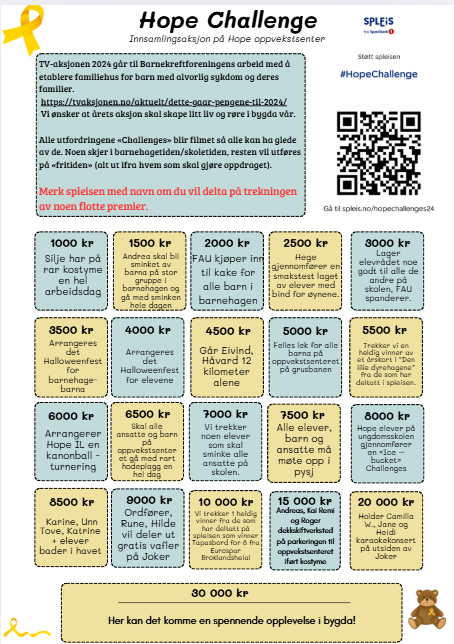 Hope Challenge
Innsamlingsaksjon på Hope oppvekstsenter
SPLEIS
fra SpareBank 1
Støtt spleisen
#HopeChallenge
Gå til spleis.no/hopechallenges24
TV-aksjonen 2024 går til Barnekreftforeningens arbeid med å
etablere familiehus for barn med alvorlig sykdom og deres
familier.
https://tvaksjonen.no/aktuelt/dette-gaar-pengene-til-2024/
Vi ønsker at årets aksjon skal skape litt liv og røre i bygda vår.
Alle utfordringene «Challenges» blir filmet så alle kan ha glede
av de. Noen skjer i barnehagetiden/skoletiden, resten vil utføres
på «fritiden» (alt ut ifra hvem som skal gjøre oppdraget).
Merk spleisen med navn om du vil delta på trekningen
av noen flotte premier.
1000 kr
Silje har på
rar kostyme
en hel
arbeidsdag
1500 kr
Andrea skal bli
sminket av
barna på stor
gruppe i
barnehagen og
gå med sminken
hele dagen
2000 kr
FAU kjøper inn
til kake for
alle barn i
barnehagen
2500 kr
Hege
gjennomfører en
smakstest laget
av elever med
bind for øynene.
3000 kr
Lager
elevrådet noe
godt til alle de
andre på
skolen, FAU
spanderer.
3500 kr
Arrangeres
det
Halloweenfest
for
barnehage-
barna
4000 kr
Arrangeres
det
Halloweenfest
for elevene
4500 kr
Går Eivind,
Håvard 12
kilometer
alene
5000 kr
Felles lek for alle
barna på
oppvekstsenteret
på grusbanen
5500 kr
Trekker vi en
heldig vinner av
et årskort i "Den
lille dyrehagen"
fra de som har
deltatt i spleisen.
6000 kr
Arrangerer
Hope IL en
kanonball -
turnering
6500 kr
Skal alle
ansatte og barn
på
oppvekstsenter
et gå med rart
hodeplagg en
hel dag
7000 kr
Vi trekker
noen elever
som skal
sminke alle
ansatte på
skolen.
7500 kr
Alle elever,
barn og
ansatte må
møte opp i
pysj
8000 kr
Hope elever på
ungdomsskolen
gjennomfører
en «Ice –
bucket»
Challenges
8500 kr
Karine, Unn
Tove, Katrine
+ elever
bader i havet
9000 kr
Ordfører,
Rune, Hilde
vil deler ut
gratis vafler
på Joker
10 000 kr
Vi trekker 1 heldig
vinner fra de som
har deltatt på
spleisen som vinner
Tapasbord for 8 fra
Eurospar
Broklandsheia!
15 000 kr
Andreas, Kai Remi
og Roger
dekkskiftverksted
på parkeringen til
oppvekstsenteret
iført kostyme
20 000 kr
Holder Camilla
W., Jane og
Heidi
karaokekonsert
på utsiden av
Joker
30 000 kr
Her kan det komme en spennende opplevelse i bygda!